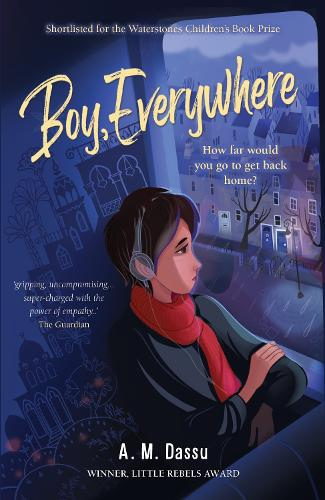 Shortlisted for the Waterstones Children's Book Prize
Boy, Everywhere
How far would
you go to get back
home?
'gripping, uncompromising...
super-charged with the
power of empathy.'
The Guardian
A. M. Dassu
WINNER, LITTLE REBELS AWARD